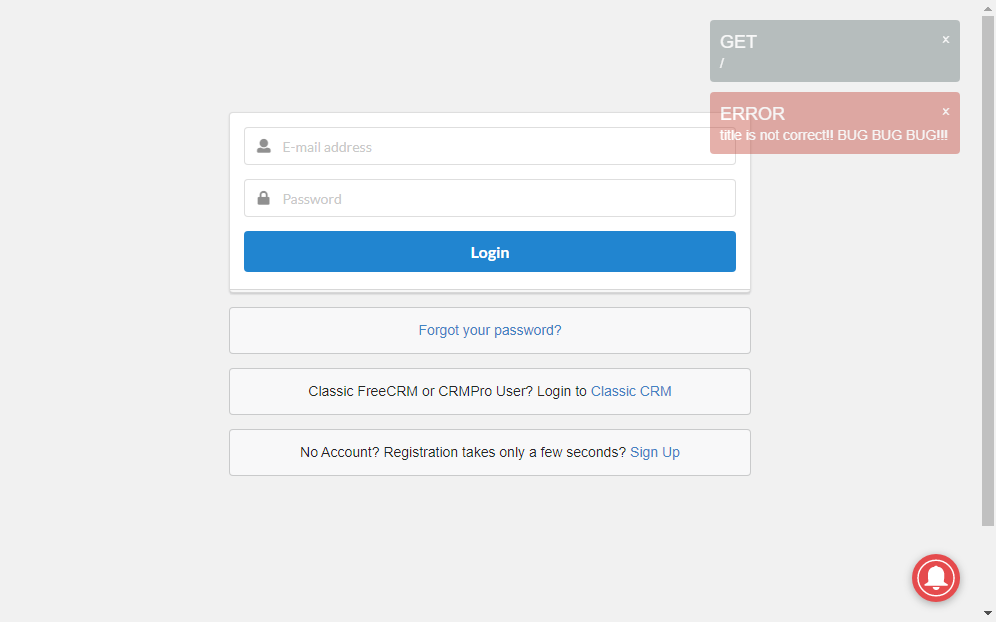 GET
x
/
ERROR
x
title is not correct!! BUG BUG BUG!!!
E-mail address
Password
Login
Forgot your password?
Classic FreeCRM or CRMPro User? Login to Classic CRM
No Account? Registration takes only a few seconds? Sign Up